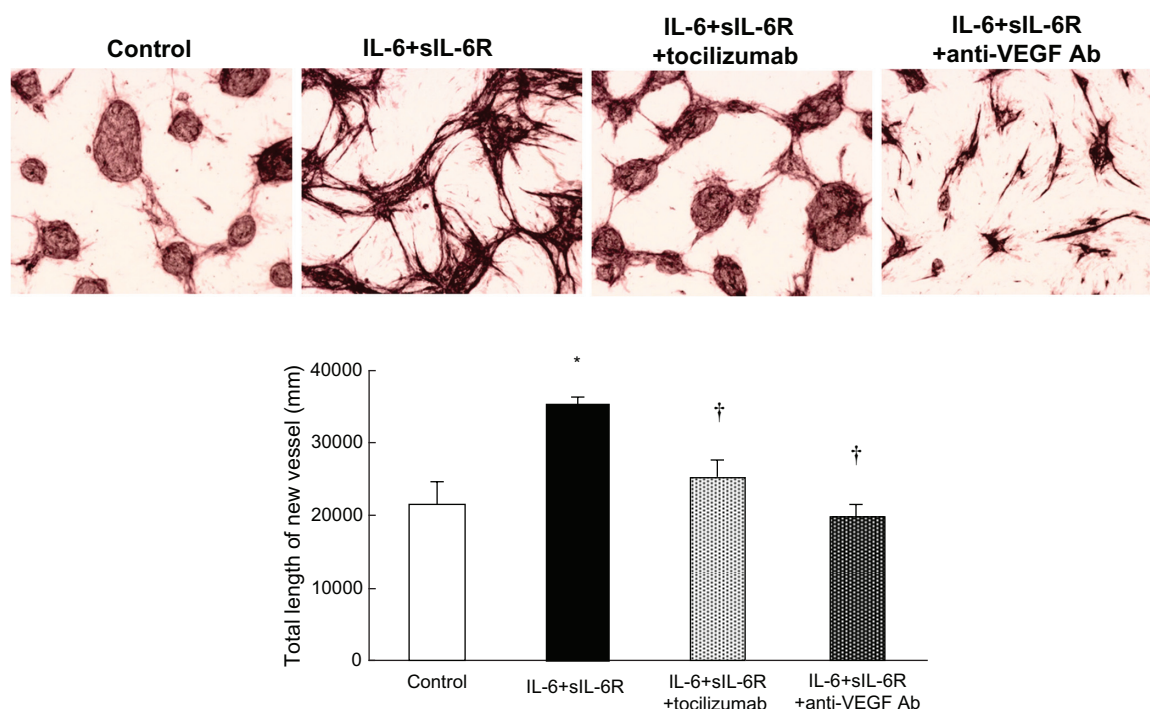 Control
IL-6+sIL-6R
IL-6+sIL-6R
+tocilizumab
IL-6+sIL-6R
+anti-VEGF Ab
Total length of new vessel (mm)
40000
30000
20000
10000
0
*
†
†
Control
IL-6+sIL-6R
IL-6+sIL-6R
+tocilizumab
IL-6+sIL-6R
+anti-VEGF Ab